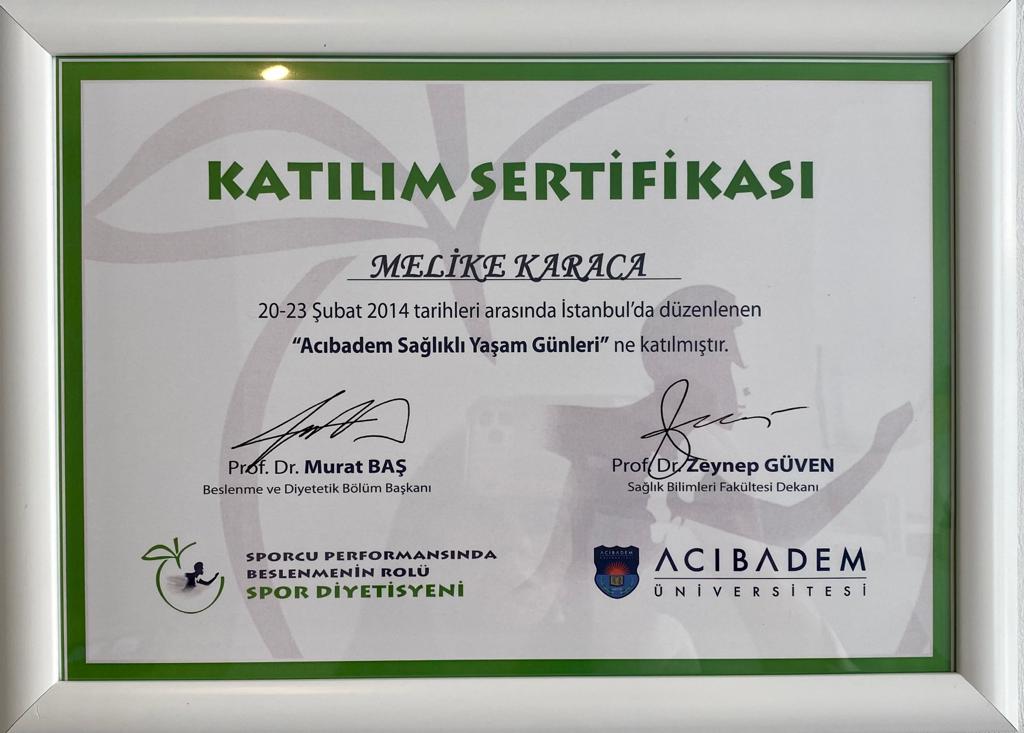 KATILIM SERTİFİKASI
MELİKE KARACA
20-23 Şubat 2014 tarihleri arasında İstanbul'da düzenlenen
"Acıbadem Sağlıklı Yaşam Günleri" ne katılmıştır.
Prof. Dr. Murat BAŞ
Beslenme ve Diyetetik Bölüm Başkanı
Prof. Dr. Zeynep GÜVEN
Sağlık Bilimleri Fakültesi Dekanı
SPORCU PERFORMANSINDA
BESLENMENİN ROLÜ
SPOR DİYETİSYENİ
ACIBADEM
ACIBADEM
ÜNİVERSİTESİ